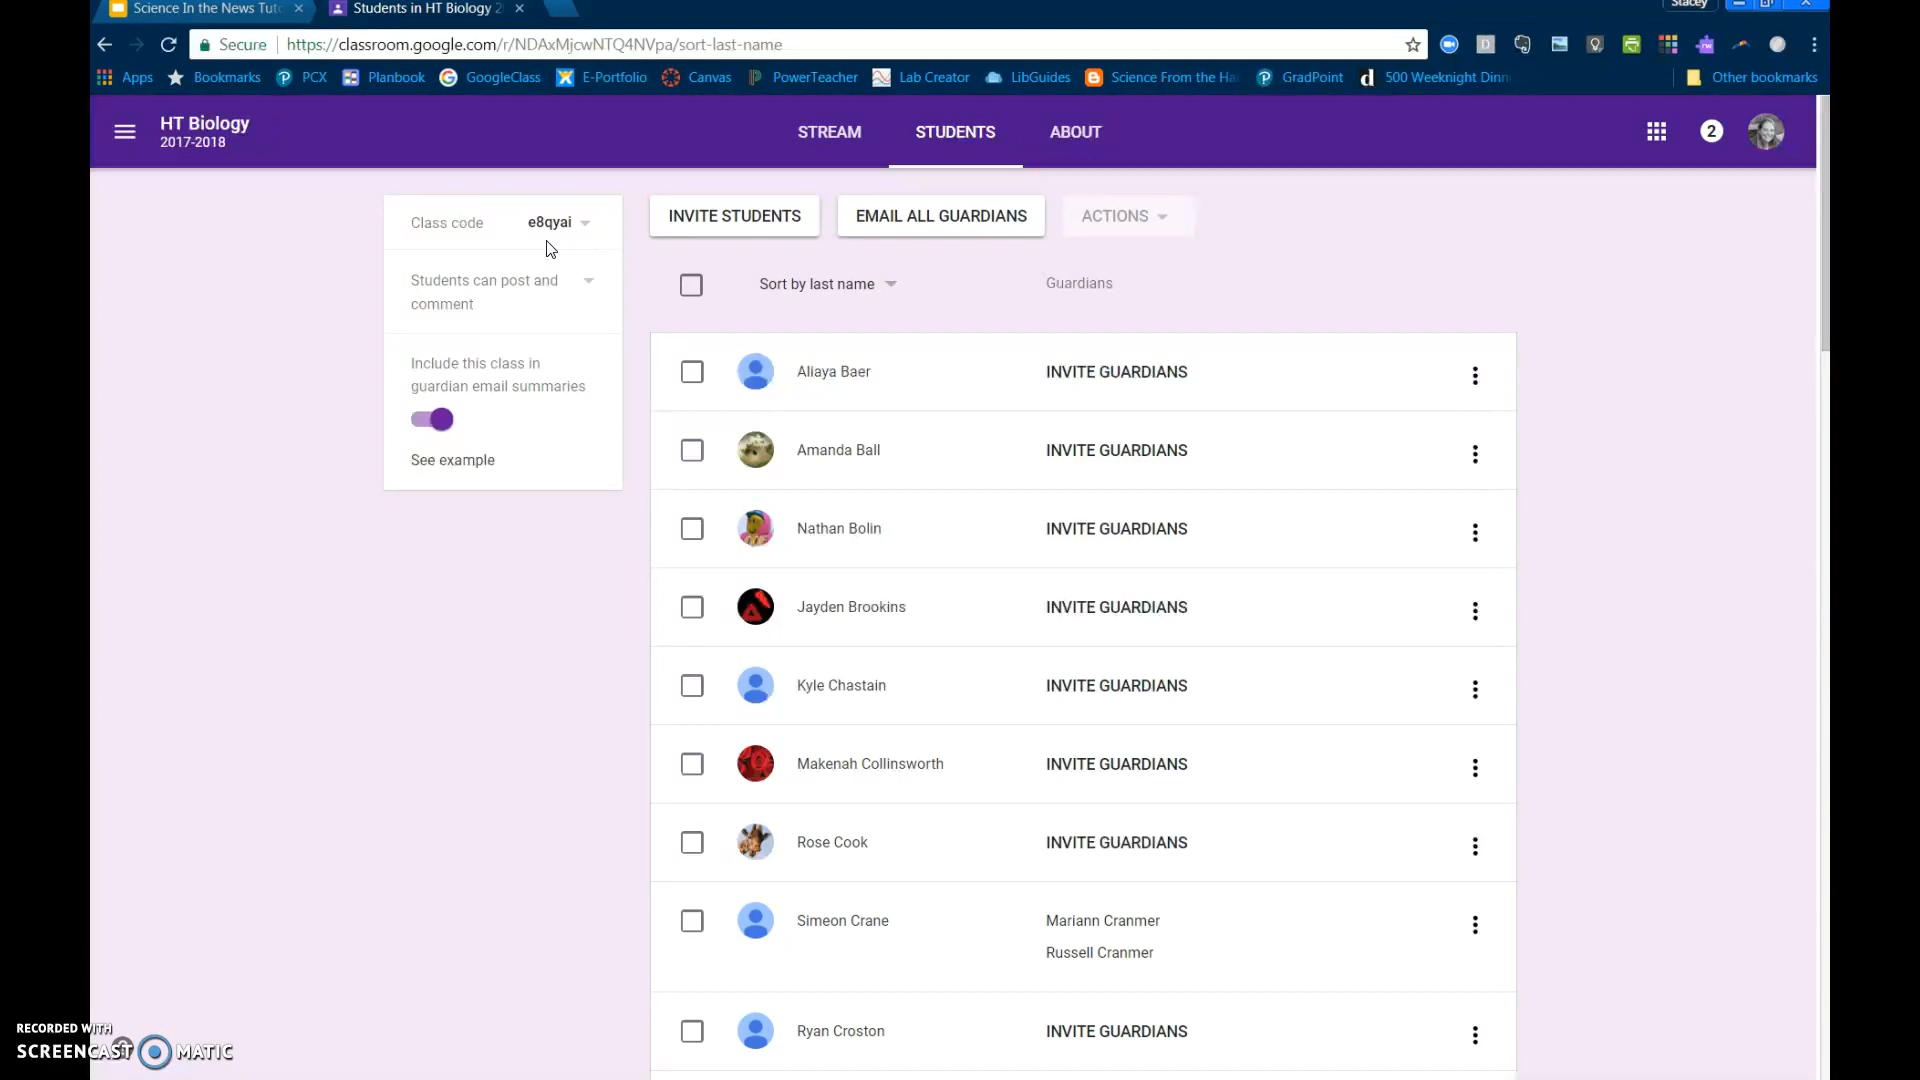 Science In the News Tuto
Students in HT Biology 2
Stacey
Secure
https://classroom.google.com/r/NDAxMjcwNTQ4NVpa/sort-last-name
Apps Bookmarks PCX Planbook GoogleClass E-Portfolio Canvas PowerTeacher Lab Creator LibGuides Science From the Ha GradPoint 500 Weeknight Dinn Other bookmarks
HT Biology
2017-2018
STREAM STUDENTS ABOUT
2
Class code e8qyai
Students can post and
comment
Include this class in
guardian email summaries
See example
INVITE STUDENTS EMAIL ALL GUARDIANS ACTIONS
Sort by last name Guardians
Aliaya Baer INVITE GUARDIANS
Amanda Ball INVITE GUARDIANS
Nathan Bolin INVITE GUARDIANS
Jayden Brookins INVITE GUARDIANS
Kyle Chastain INVITE GUARDIANS
Makenah Collinsworth INVITE GUARDIANS
Rose Cook INVITE GUARDIANS
Simeon Crane Mariann Cranmer
Russell Cranmer
Ryan Croston INVITE GUARDIANS
RECORDED WITH
SCREENCAST MATIC